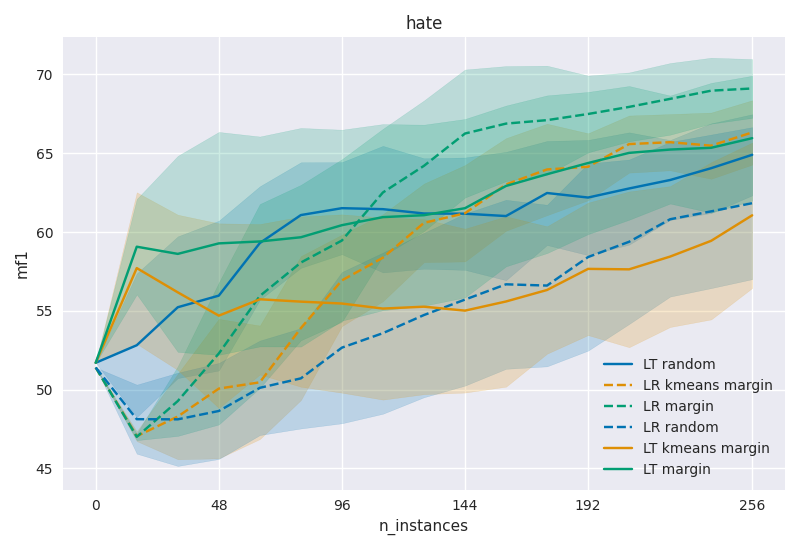 hate
mf1
70
65
60
55
50
45
LT random
LR kmeans margin
LR margin
LR random
LT kmeans margin
LT margin
0 48 96 144 192 256
n_instances